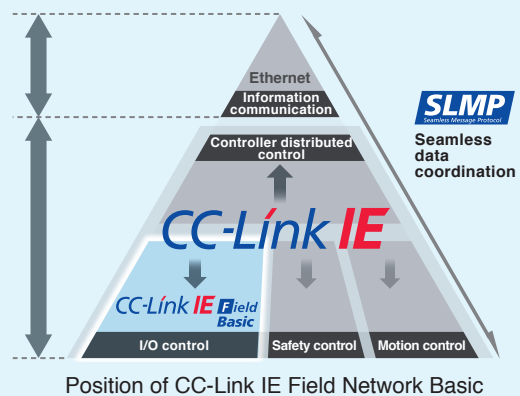 Ethernet
Information
communication
SLMP
Seamless Message Protocol
Seamless
data
coordination
Controller distributed
control
CC-Link IE
CC-Link IE Field
Basic
I/O control
Safety control
Motion control
Position of CC-Link IE Field Network Basic